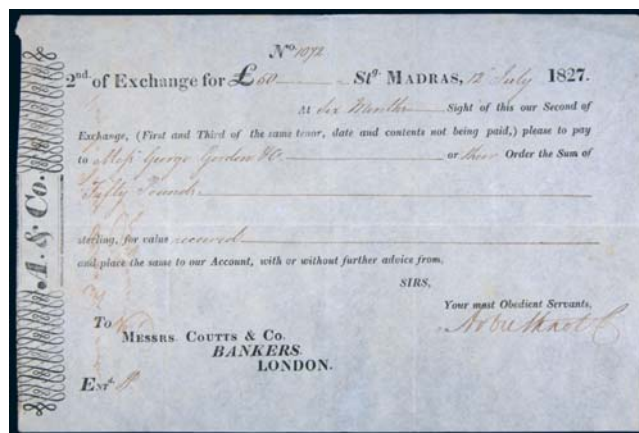 A. & Co.
No. 1072
2nd. of Exchange for £50 Stg. MADRAS, 12 July 1827.
At Six Months Sight of this our Second of
Exchange, (First and Third of the same tenor, date and contents not being paid,) please to pay
to Messrs George Gordon & Co. or their Order the Sum of
Fifty Pounds
sterling, for value received
and place the same to our Account, with or without further advice from,
SIRS,
Your most Obedient Servants,
Arbuthnot & Co
To
MESSRS. COUTTS & Co.
BANKERS.
LONDON.
ENTd.